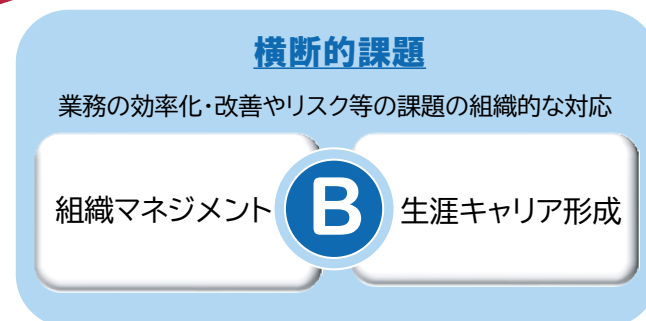 横断的課題
業務の効率化・改善やリスク等の課題の組織的な対応
組織マネジメント B 生涯キャリア形成